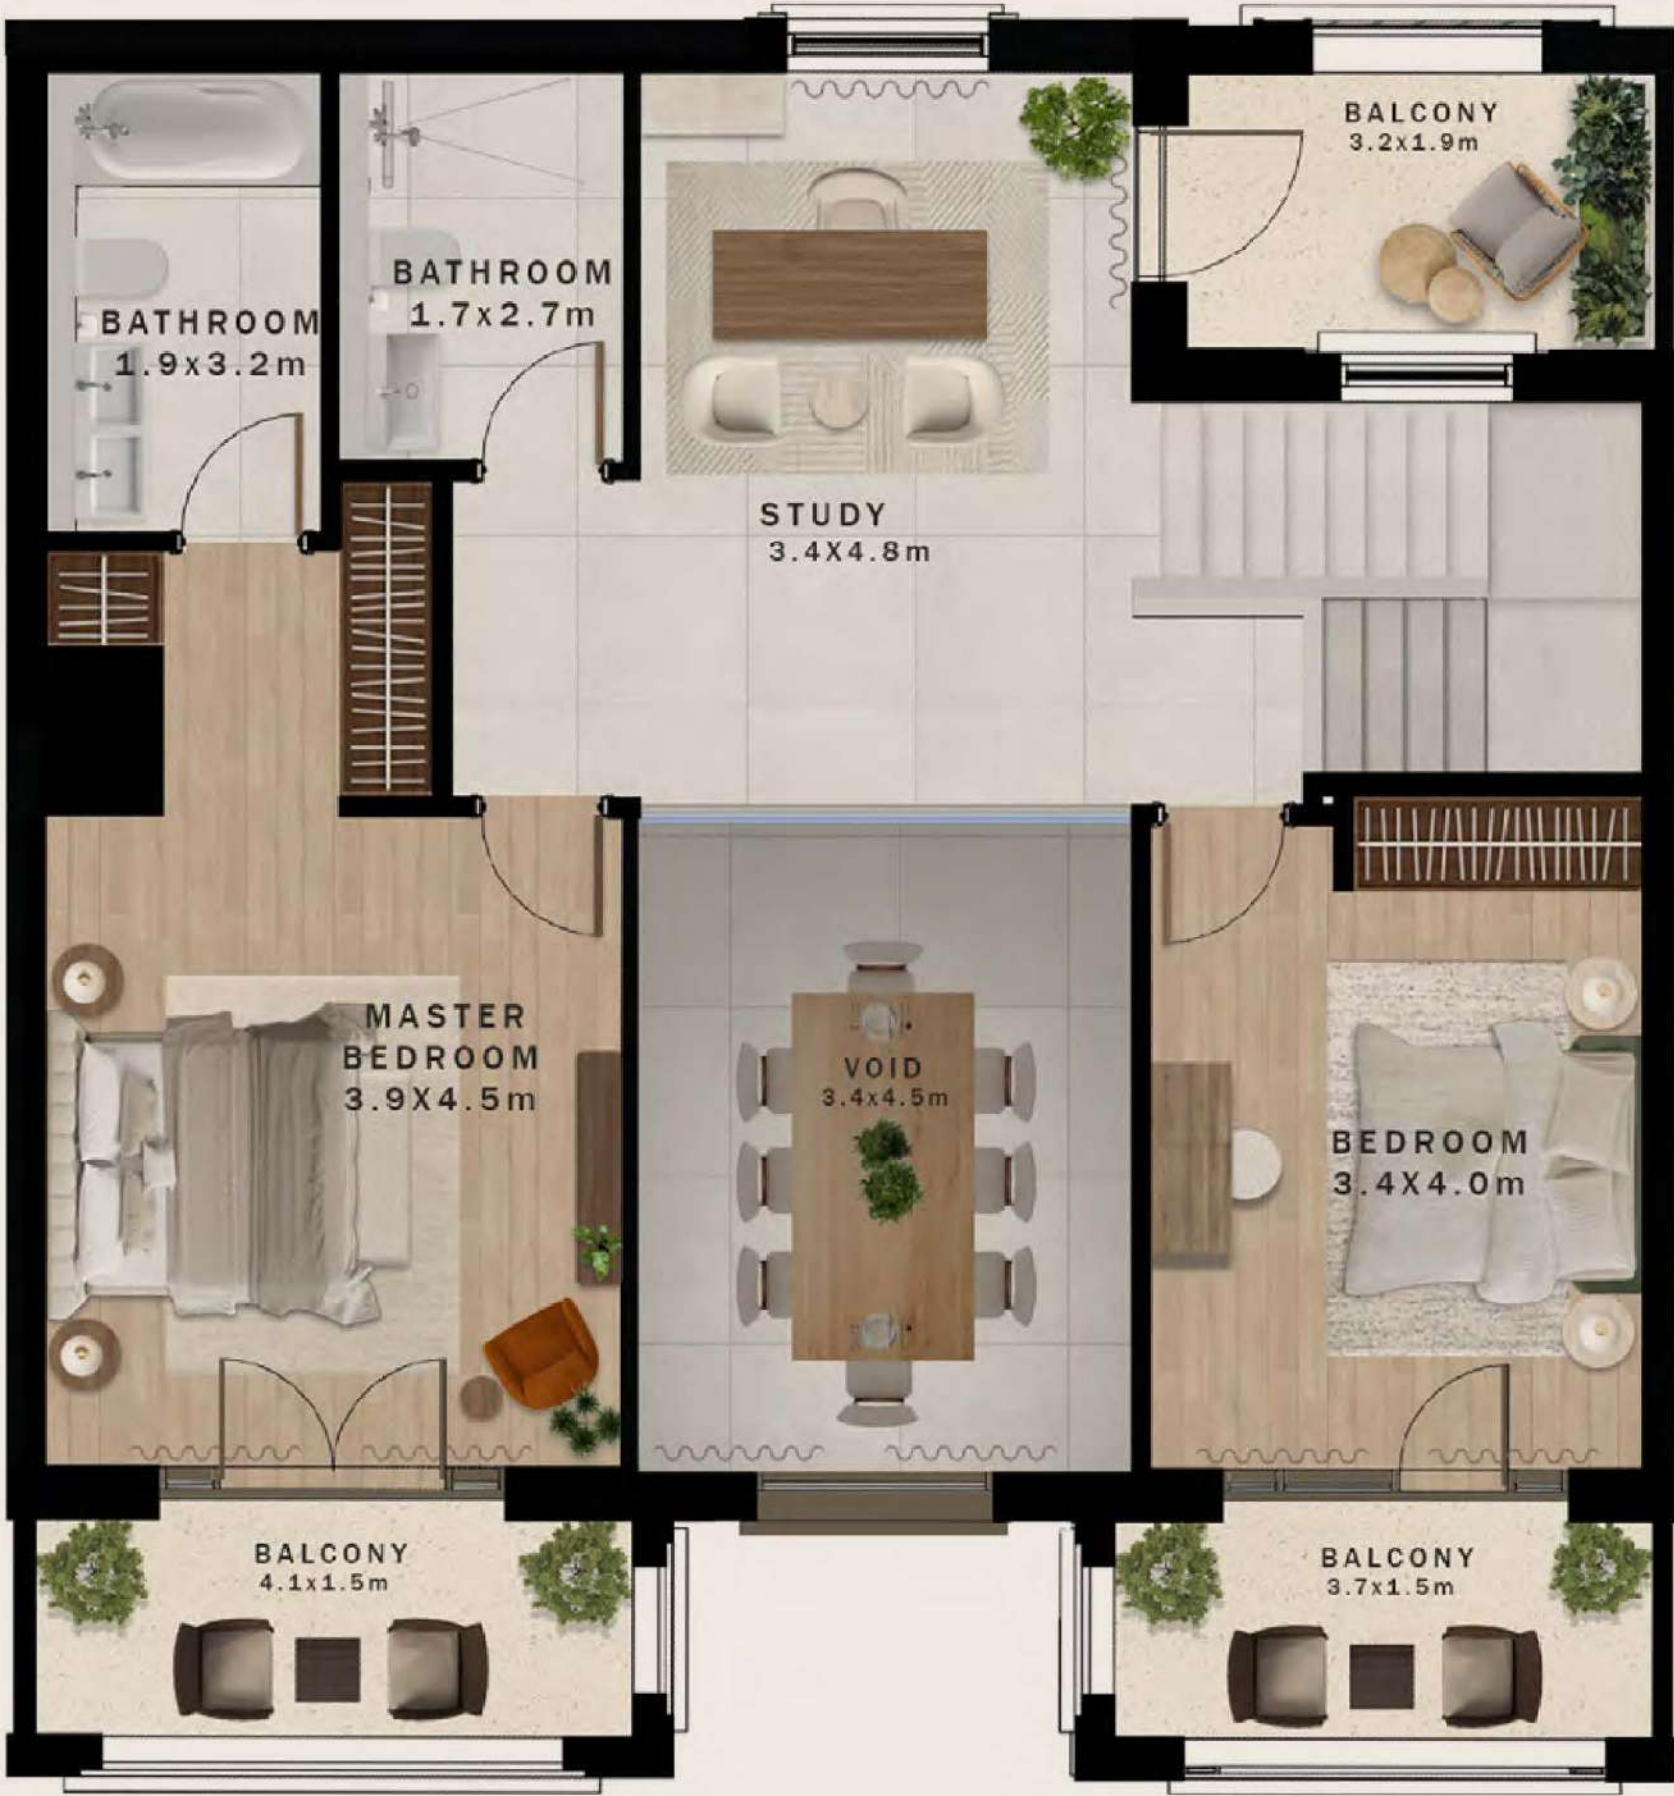 BALCONY
3.2x1.9m
BATHROOM
1.7x2.7m
BATHROOM
1.9x3.2m
STUDY
3.4X4.8m
MASTER
BEDROOM
3.9X4.5m
VOID
3.4x4.5m
BEDROOM
3.4X4.0m
BALCONY
4.1x1.5m
BALCONY
3.7x1.5m